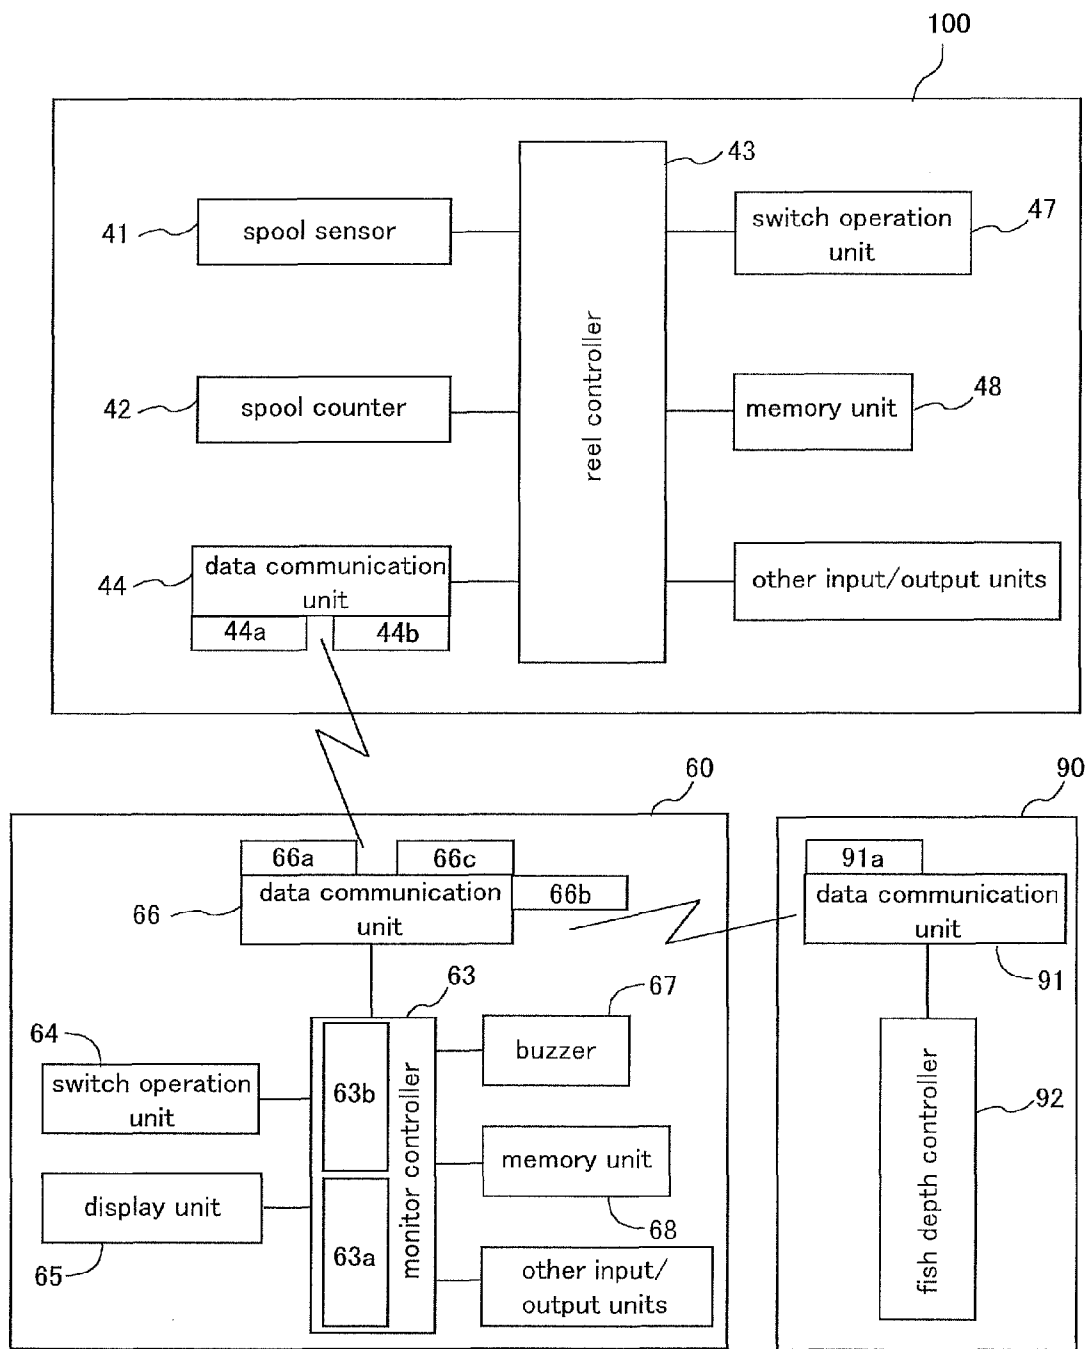 100
43
41
spool sensor
switch operation
unit
47
42
spool counter
reel controller
memory unit
48
44
data communication
unit
44a
44b
other input/output units
60
90
66a
66c
66
data communication
unit
66b
91a
data communication
unit
91
63
67
64
switch operation
unit
63b
monitor controller
buzzer
fish depth controller
92
display unit
65
63a
memory unit
68
other input/
output units